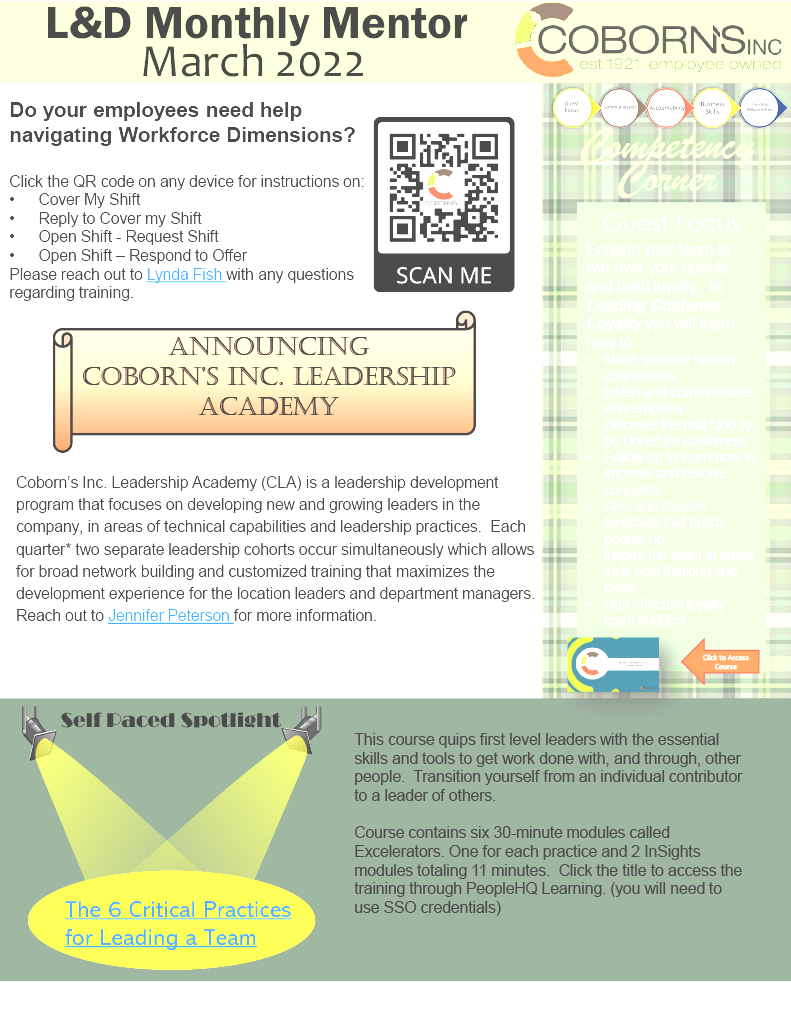 L&D Monthly Mentor
March 2022
COBORN'S INC
est 1921 employee owned
Do your employees need help
navigating Workforce Dimensions?
Click the QR code on any device for instructions on:
• Cover My Shift
• Reply to Cover my Shift
• Open Shift - Request Shift
• Open Shift – Respond to Offer
Please reach out to Lynda Fish with any questions
regarding training.
COBORN'S
SCAN ME
ANNOUNCING
COBORN'S INC. LEADERSHIP
ACADEMY
Coborn's Inc. Leadership Academy (CLA) is a leadership development
program that focuses on developing new and growing leaders in the
company, in areas of technical capabilities and leadership practices.  Each
quarter* two separate leadership cohorts occur simultaneously which allows
for broad network building and customized training that maximizes the
development experience for the location leaders and department managers.
Reach out to Jennifer Peterson for more information.
Guest
Focus
Communication
Accountability
Business
Skills
Competency
Corner
Guest Focus
Engage your team to
win over your guests
and build loyalty.  In
Leading Customer
Loyalty you will learn
how to
• Make genuine human
connections
• Listen and communicate
with empathy
• Discover the real "Job to
be Done" for customers
• Follow up to learn how to
improve and resolve
concerns
• Give and receive
feedback that builds
people up
• Inspire the team to share
their best thinking and
ideas
• Run effective loyalty
team huddles
Click to Access
Course
Self Paced Spotlight
The 6 Critical Practices
for Leading a Team
This course quips first level leaders with the essential
skills and tools to get work done with, and through, other
people.  Transition yourself from an individual contributor
to a leader of others.
Course contains six 30-minute modules called
Excelerators. One for each practice and 2 InSights
modules totaling 11 minutes.  Click the title to access the
training through PeopleHQ Learning. (you will need to
use SSO credentials)